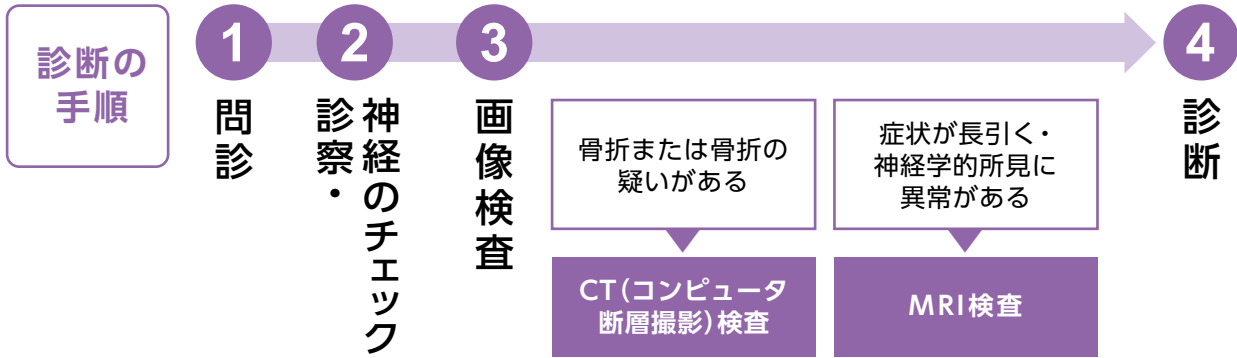 診断の
手順
1
問診
2
診察・
神経のチェック
3
画像検査
骨折または骨折の
疑いがある
CT(コンピュータ
断層撮影)検査
症状が長引く・
神経学的所見に
異常がある
MRI検査
4
診断